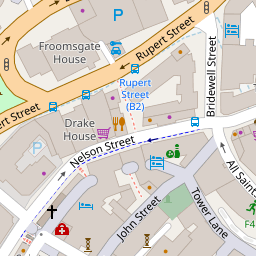 P
Froomsgate
House
Rupert Street
Bridewell Street
Rupert
Street
(B2)
Rupert Street
Drake
House
P
Nelson Street
All Saint
John Street
Tower Lane
F4